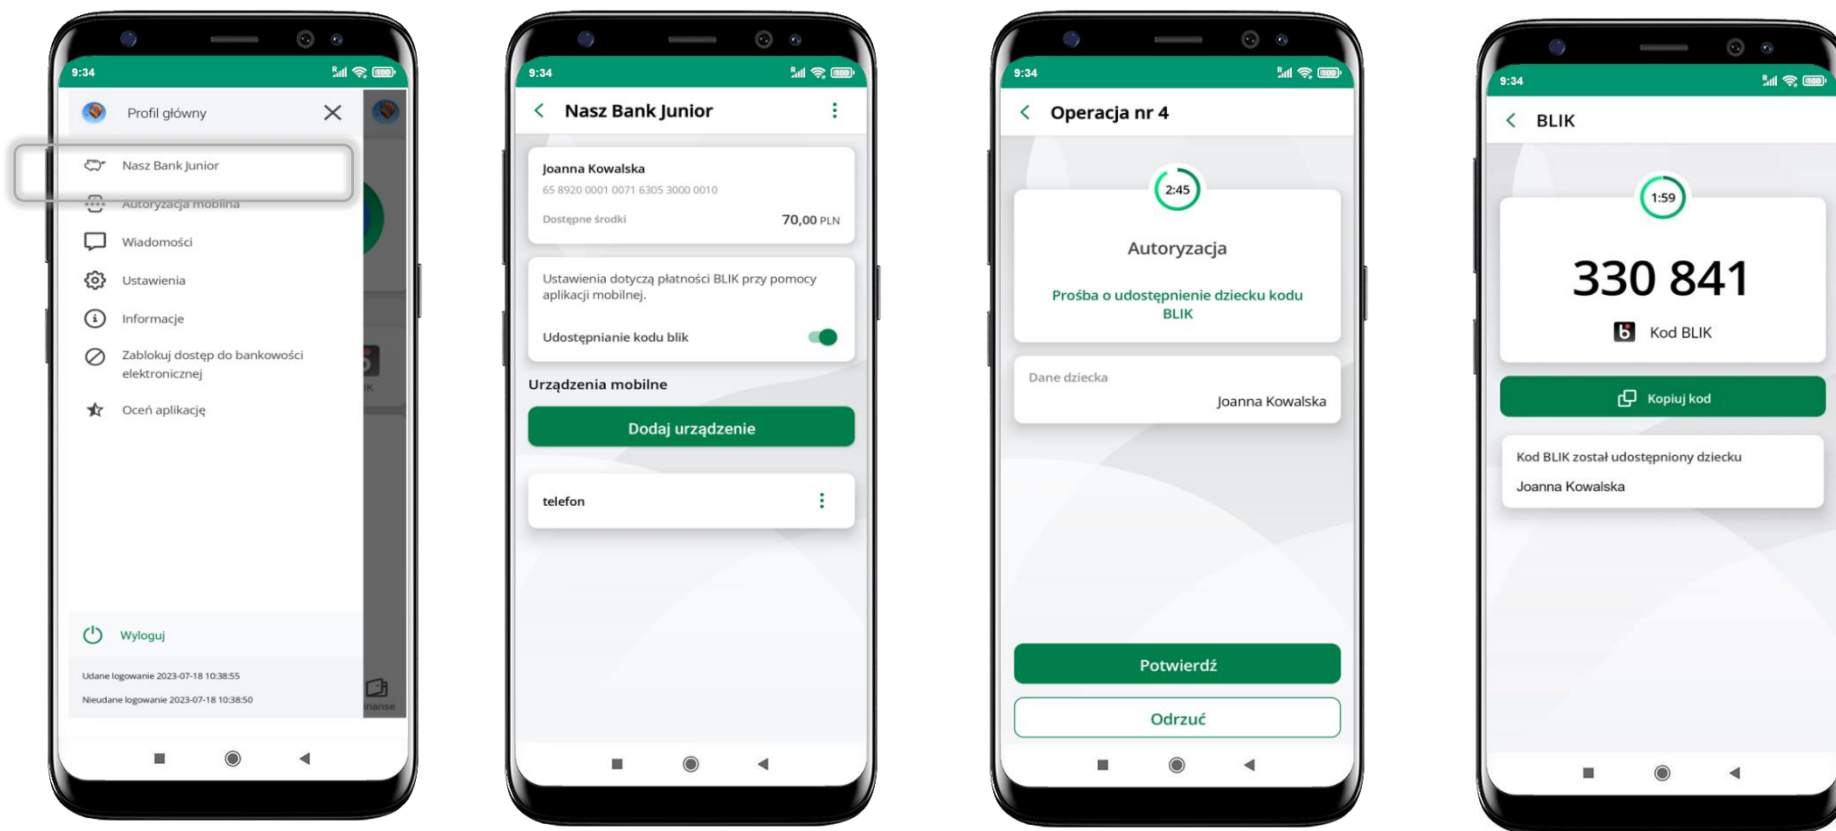 9:34
Profil główny
Nasz Bank Junior
Autoryzacja mobilna
Wiadomości
Ustawienia
Informacje
Zablokuj dostęp do bankowości
elektronicznej
Oceń aplikację
Wyloguj
Udane logowanie 2023-07-18 10:38:55
Nieudane logowanie 2023-07-18 10:38:50
inanse
9:34
Nasz Bank Junior
Joanna Kowalska
65 8920 0001 0071 6305 3000 0010
Dostępne środki 70,00 PLN
Ustawienia dotyczą płatności BLIK przy pomocy
aplikacji mobilnej.
Udostępnianie kodu blik
Urządzenia mobilne
Dodaj urządzenie
telefon
9:34
Operacja nr 4
2:45
Autoryzacja
Prośba o udostępnienie dziecku kodu
BLIK
Dane dziecka
Joanna Kowalska
Potwierdź
Odrzuć
9:34
BLIK
1:59
330 841
Kod BLIK
Kopiuj kod
Kod BLIK został udostępniony dziecku
Joanna Kowalska